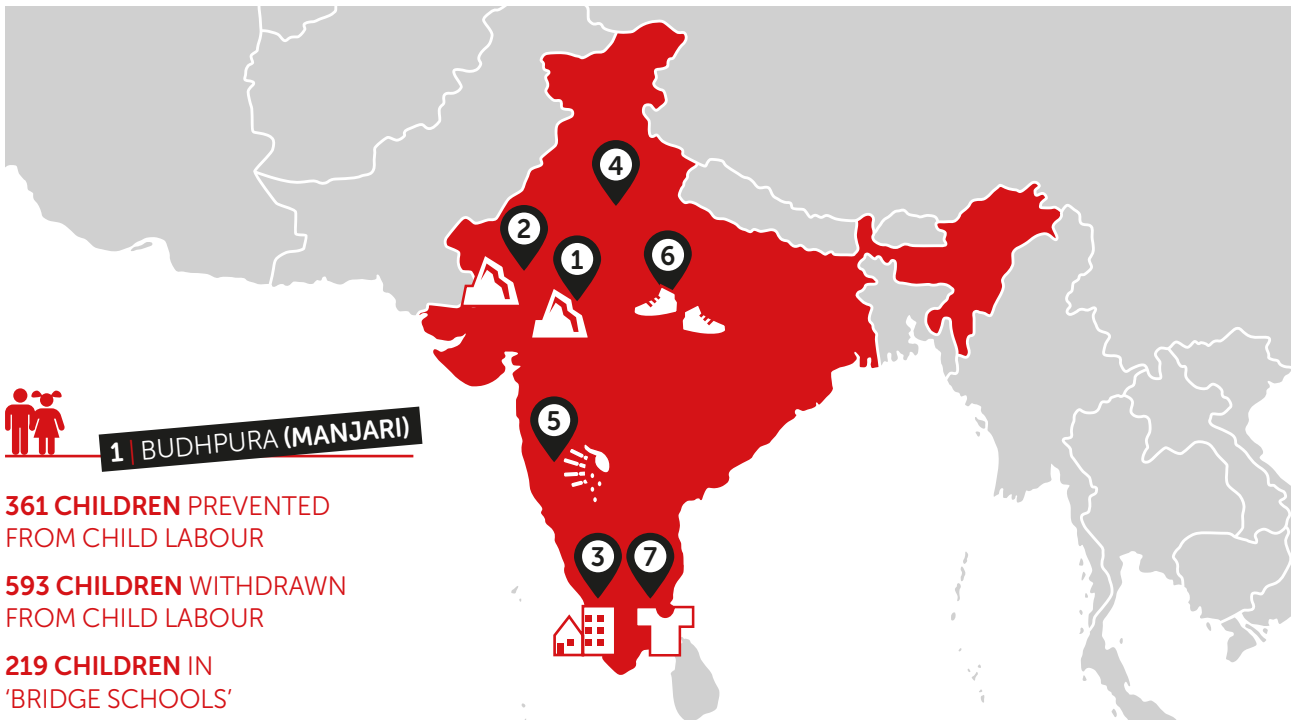 4
2
1
6
5
3
7
1 | BUDHPURA (MANJARI)
361 CHILDREN PREVENTED
FROM CHILD LABOUR
593 CHILDREN WITHDRAWN
FROM CHILD LABOUR
219 CHILDREN IN
'BRIDGE SCHOOLS'